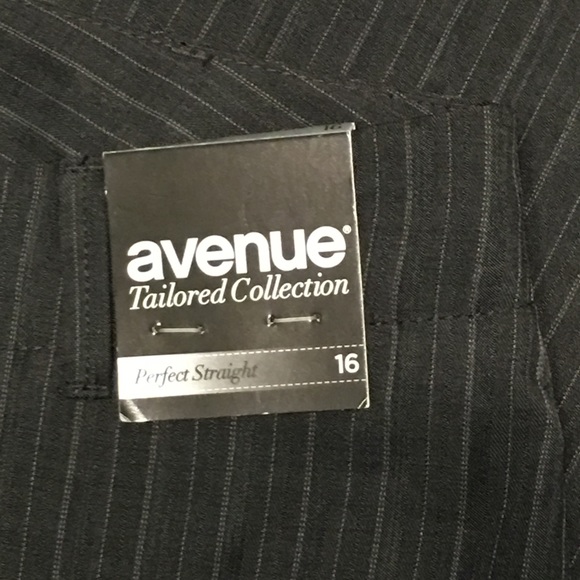 avenue®
Tailored Collection
Perfect Straight
16